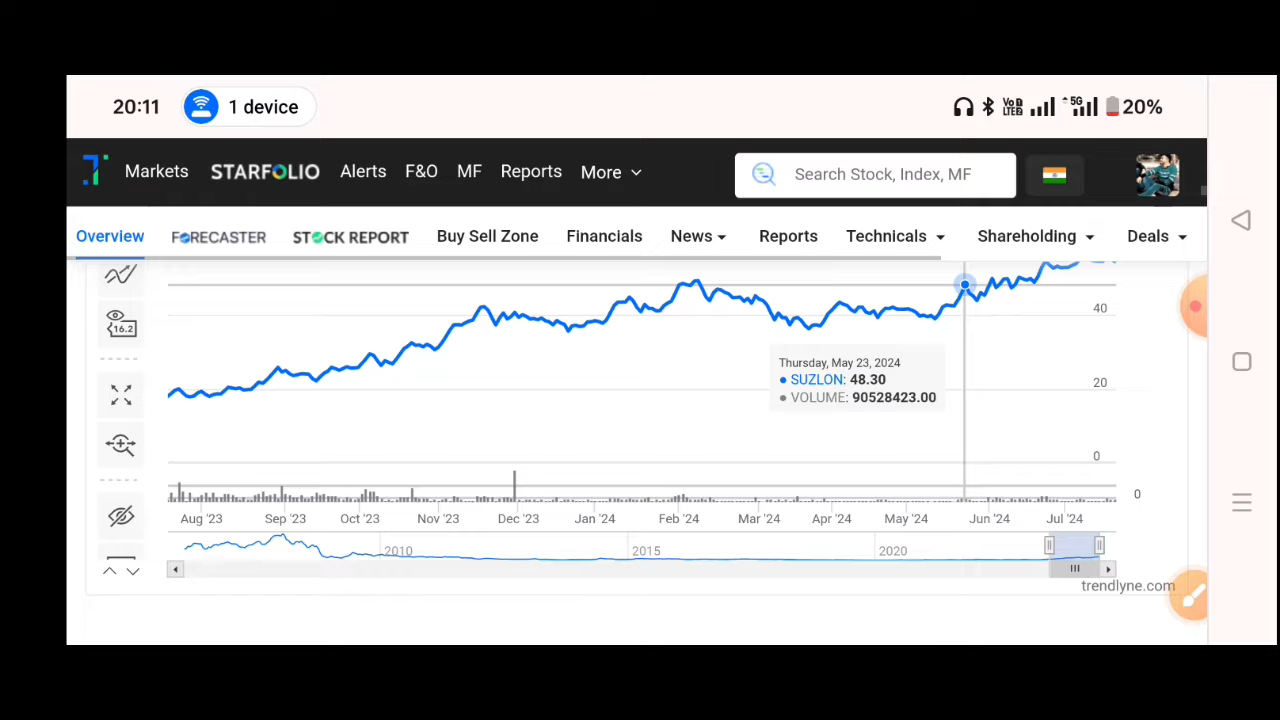 20:11 1 device VoD LTE2 5G 20%
Markets STARFOLIO Alerts F&O MF Reports More Search Stock, Index, MF
Overview FORECASTER STOCK REPORT Buy Sell Zone Financials News Reports Technicals Shareholding Deals
16.2
40
Thursday, May 23, 2024
SUZLON: 48.30
VOLUME: 90528423.00
20
0
0
Aug '23 Sep '23 Oct '23 Nov '23 Dec '23 Jan '24 Feb '24 Mar '24 Apr '24 May '24 Jun '24 Jul '24
2010 2015 2020
trendlyne.com